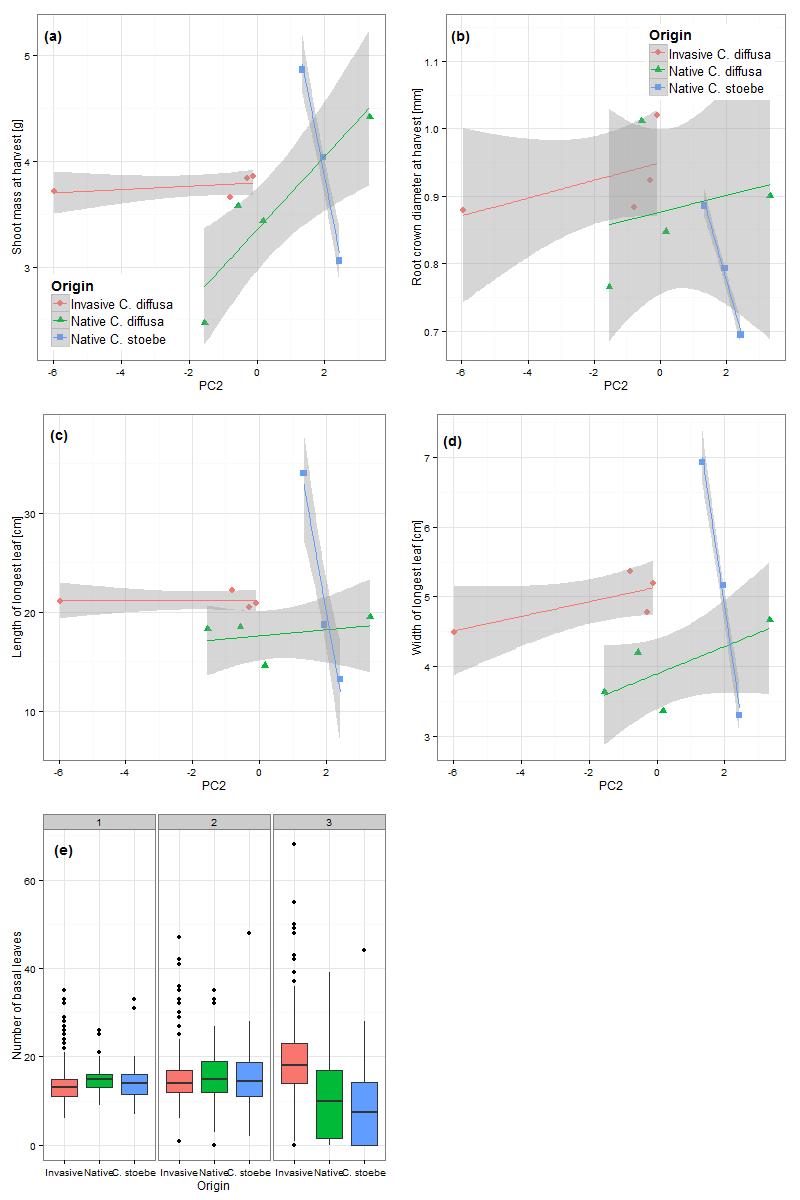 (a)
5
4
3
Shoot mass at harvest [g]
Origin
Invasive C. diffusa
Native C. diffusa
Native C. stoebe
-6 -4 -2 0 2
PC2
(b)
Origin
Invasive C. diffusa
Native C. diffusa
Native C. stoebe
1.1
1.0
0.9
0.8
0.7
Root crown diameter at harvest [mm]
-6 -4 -2 0 2
PC2
(c)
30
20
10
Length of longest leaf [cm]
-6 -4 -2 0 2
PC2
(d)
7
6
5
4
3
Width of longest leaf [cm]
-6 -4 -2 0 2
PC2
1 2 3
(e)
60
40
20
0
Number of basal leaves
Invasive Native C. stoebe Invasive Native C. stoebe Invasive Native C. stoebe
Origin